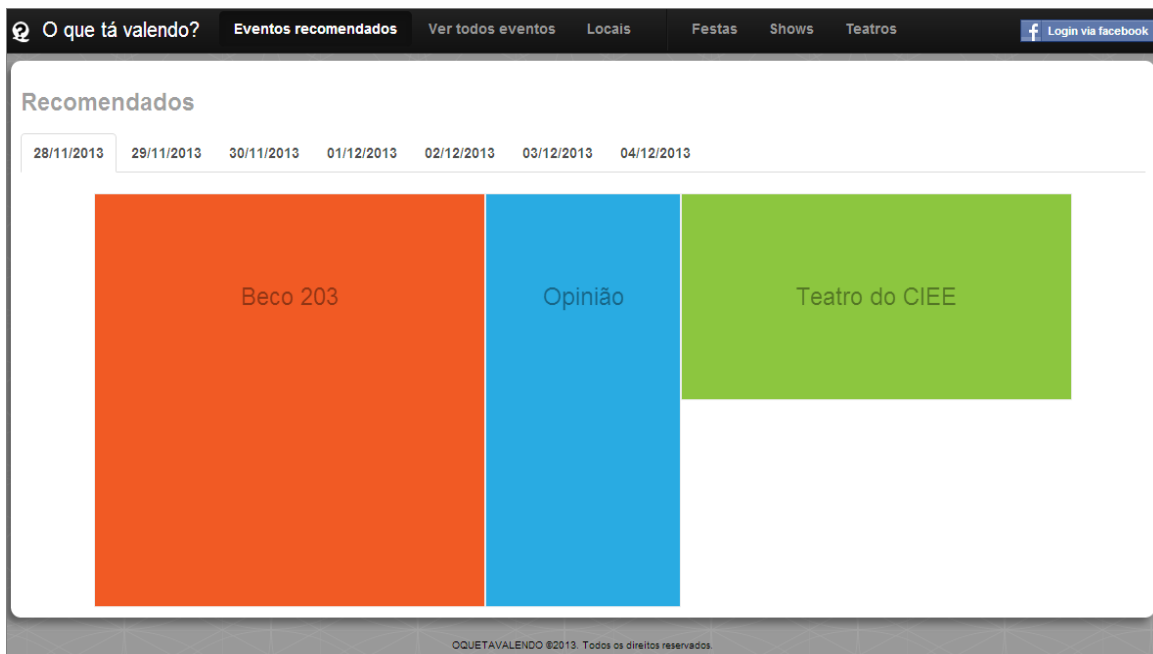 O que tá valendo? Eventos recomendados Ver todos eventos Locais Festas Shows Teatros Login via facebook
Recomendados
28/11/2013 29/11/2013 30/11/2013 01/12/2013 02/12/2013 03/12/2013 04/12/2013
Beco 203 Opinião Teatro do CIEE
OQUETAVALENDO ©2013. Todos os direitos reservados.